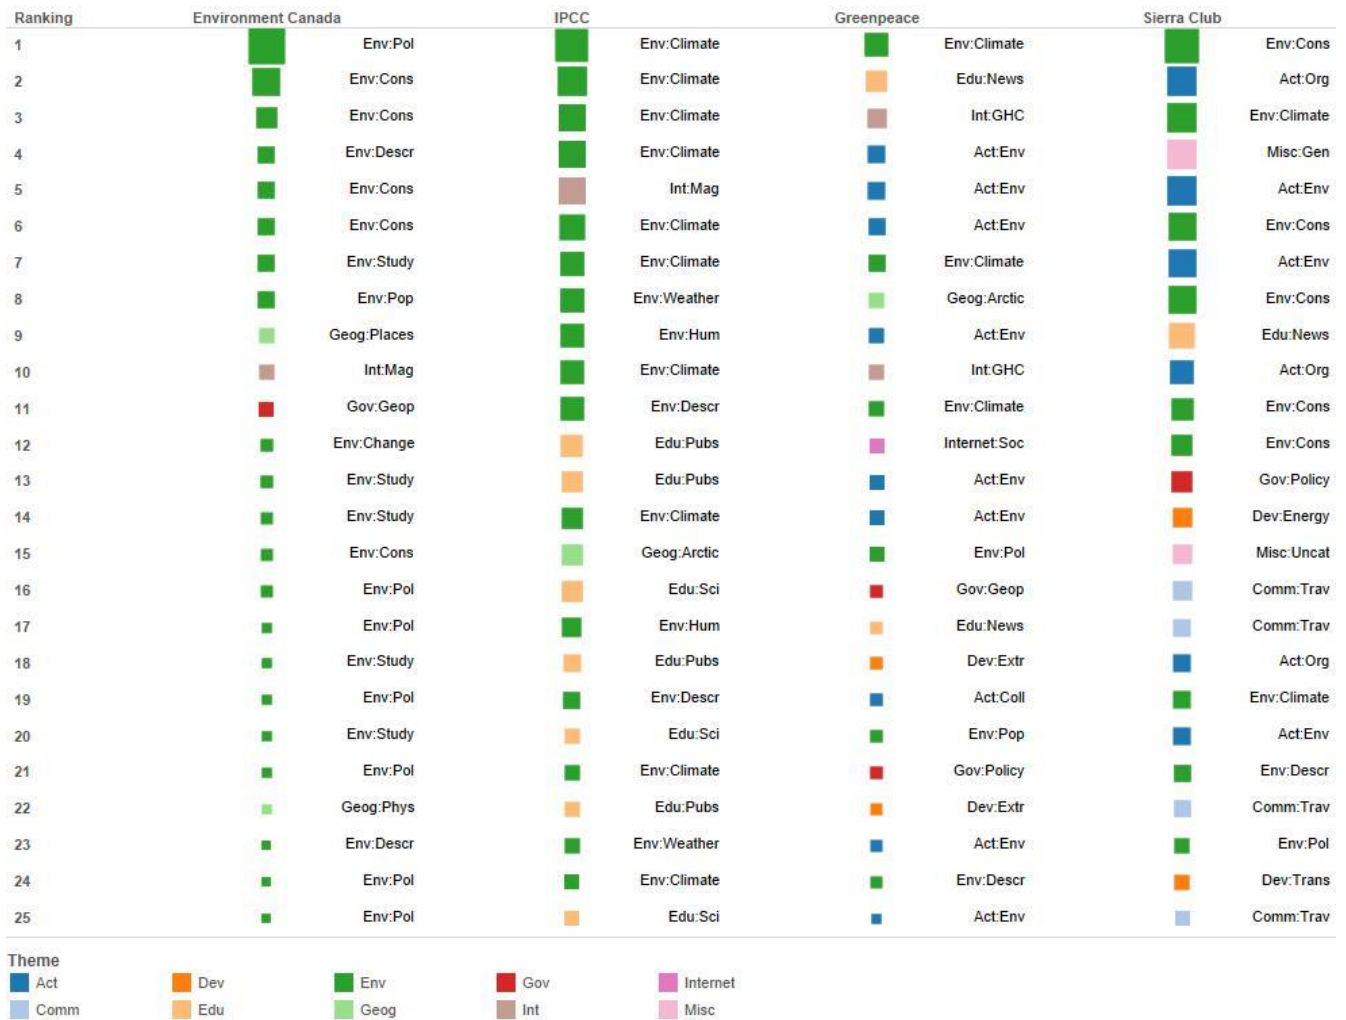 Ranking Environment Canada IPCC Greenpeace Sierra Club
1 Env:Pol Env:Climate Env:Climate Env:Cons
2 Env:Cons Env:Climate Edu:News Act:Org
3 Env:Cons Env:Climate Int:GHC Env:Climate
4 Env:Descr Env:Climate Act:Env Misc:Gen
5 Env:Cons Int:Mag Act:Env Act:Env
6 Env:Cons Env:Climate Act:Env Env:Cons
7 Env:Study Env:Climate Env:Climate Act:Env
8 Env:Pop Env:Weather Geog:Arctic Env:Cons
9 Geog:Places Env:Hum Act:Env Edu:News
10 Int:Mag Env:Climate Int:GHC Act:Org
11 Gov:Geop Env:Descr Env:Climate Env:Cons
12 Env:Change Edu:Pubs Internet:Soc Env:Cons
13 Env:Study Edu:Pubs Act:Env Gov:Policy
14 Env:Study Env:Climate Act:Env Dev:Energy
15 Env:Cons Geog:Arctic Env:Pol Misc:Uncat
16 Env:Pol Edu:Sci Gov:Geop Comm:Trav
17 Env:Pol Env:Hum Edu:News Comm:Trav
18 Env:Study Edu:Pubs Dev:Extr Act:Org
19 Env:Pol Env:Descr Act:Coll Env:Climate
20 Env:Study Edu:Sci Env:Pop Act:Env
21 Env:Pol Env:Climate Gov:Policy Env:Descr
22 Geog:Phys Edu:Pubs Dev:Extr Comm:Trav
23 Env:Descr Env:Weather Act:Env Env:Pol
24 Env:Pol Env:Climate Env:Descr Dev:Trans
25 Env:Pol Edu:Sci Act:Env Comm:Trav
Theme
Act Dev Env Gov Internet
Comm Edu Geog Int Misc